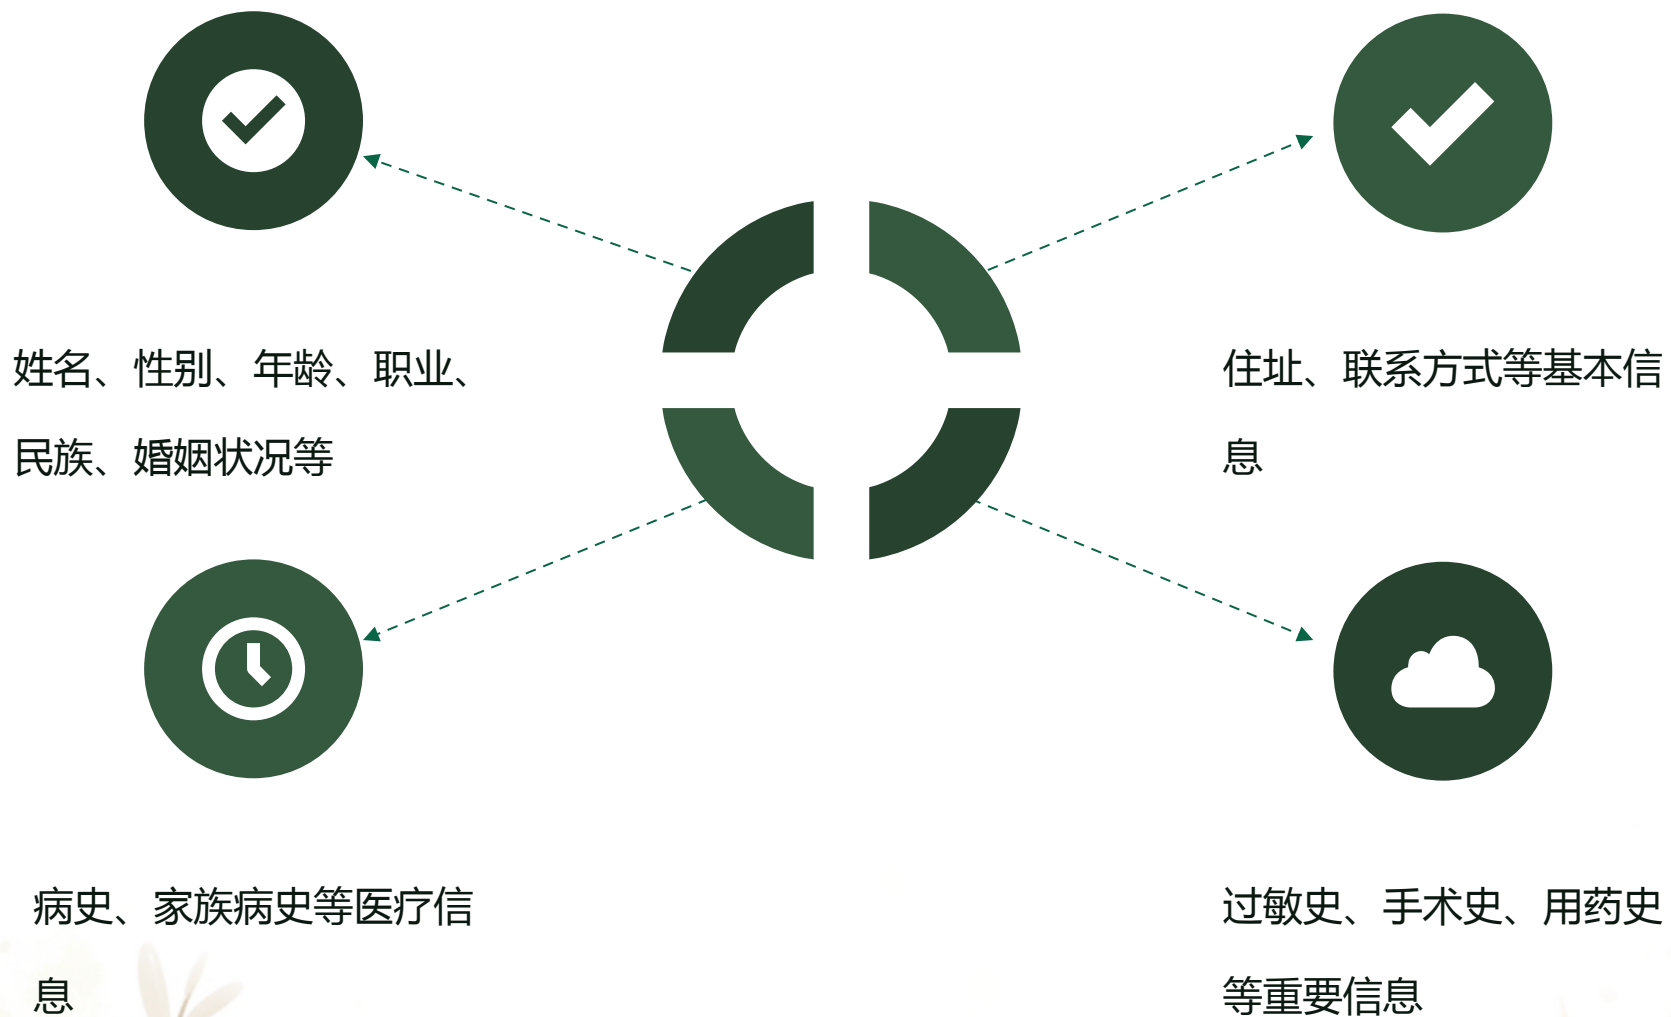 姓名、性别、年龄、职业、
民族、婚姻状况等
住址、联系方式等基本信
息
病史、家族病史等医疗信
息
过敏史、手术史、用药史
等重要信息